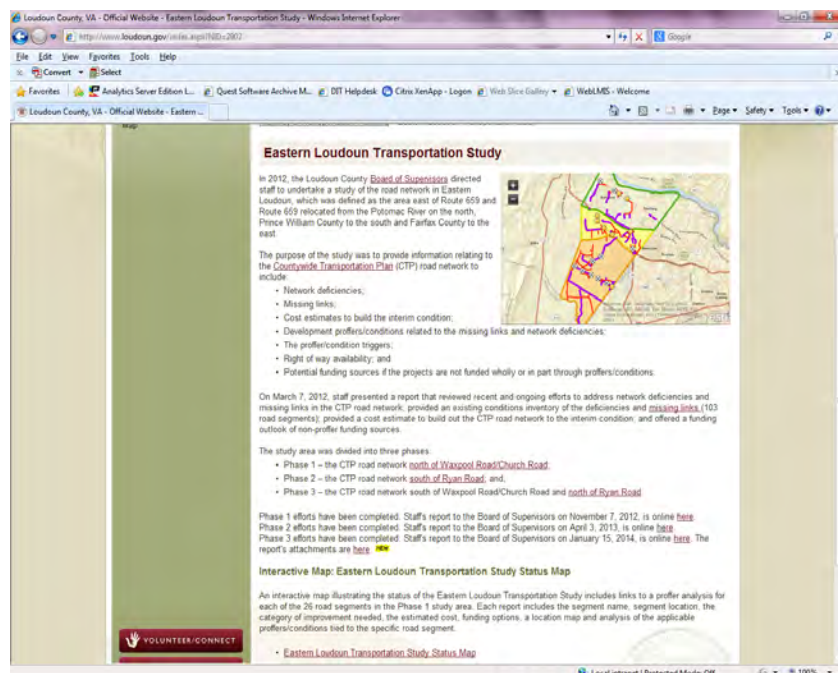 Loudoun County, VA - Official Website - Eastern Loudoun Transportation Study - Windows Internet Explorer
http://www.loudoun.gov/index.aspx?NID=2902
Google
File Edit View Favorites Tools Help
Convert Select
Favorites Analytics Server Edition L... Quest Software Archive M... DIT Helpdesk Citrix XenApp - Logon Web Slice Gallery WebLMS - Welcome
Loudoun County, VA - Official Website - Eastern ...
Page Safety Tools
Map
Eastern Loudoun Transportation Study
In 2012, the Loudoun County Board of Supervisors directed
staff to undertake a study of the road network in Eastern
Loudoun, which was defined as the area east of Route 659 and
Route 659 relocated from the Potomac River on the north,
Prince William County to the south and Fairfax County to the
east.
The purpose of the study was to provide information relating to
the Countywide Transportation Plan (CTP) road network to
include:
• Network deficiencies;
• Missing links;
• Cost estimates to build the interim condition;
• Development proffers/conditions related to the missing links and network deficiencies;
• The proffer/condition triggers;
• Right of way availability; and
• Potential funding sources if the projects are not funded wholly or in part through proffers/conditions.
On March 7, 2012, staff presented a report that reviewed recent and ongoing efforts to address network deficiencies and
missing links in the CTP road network; provided an existing conditions inventory of the deficiencies and missing links (103
road segments); provided a cost estimate to build out the CTP road network to the interim condition; and offered a funding
outlook of non-proffer funding sources.
The study area was divided into three phases:
• Phase 1 – the CTP road network north of Waxpool Road/Church Road;
• Phase 2 – the CTP road network south of Ryan Road; and,
• Phase 3 – the CTP road network south of Waxpool Road/Church Road and north of Ryan Road
Phase 1 efforts have been completed. Staff's report to the Board of Supervisors on November 7, 2012, is online here.
Phase 2 efforts have been completed. Staff's report to the Board of Supervisors on April 3, 2013, is online here.
Phase 3 efforts have been completed. Staff's report to the Board of Supervisors on January 15, 2014, is online here. The
report's attachments are here. NEW
Interactive Map: Eastern Loudoun Transportation Study Status Map
An interactive map illustrating the status of the Eastern Loudoun Transportation Study includes links to a proffer analysis for
each of the 26 road segments in the Phase 1 study area. Each report includes the segment name, segment location, the
category of improvement needed, the estimated cost, funding options, a location map and analysis of the applicable
proffers/conditions tied to the specific road segment.
VOLUNTEER/CONNECT
• Eastern Loudoun Transportation Study Status Map
Local intranet | Protected Mode: Off
100%